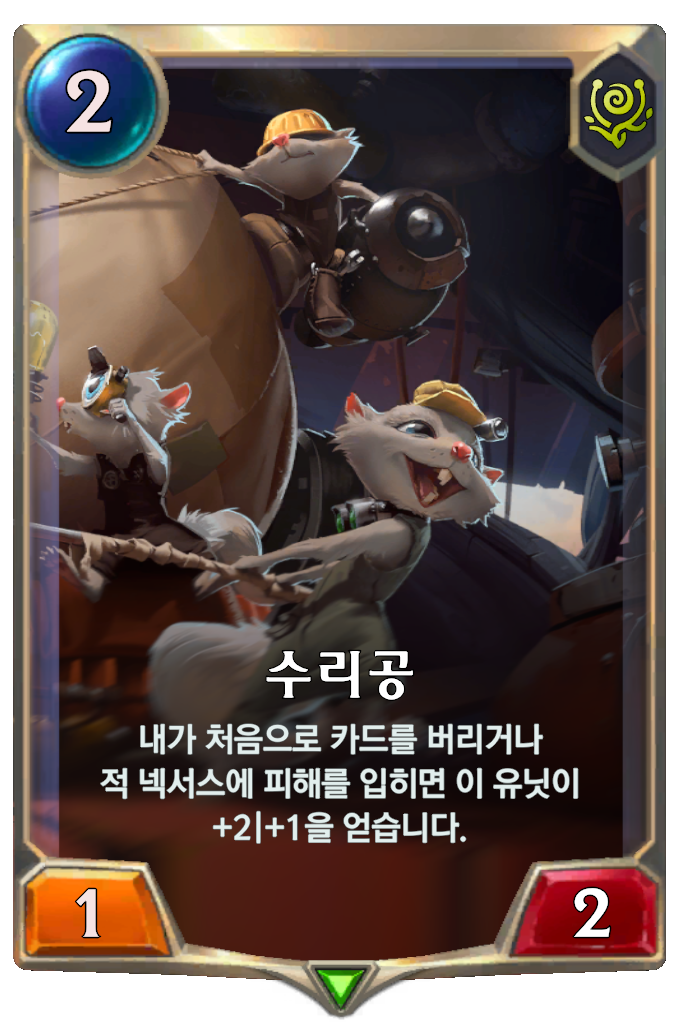 2
수리공
내가 처음으로 카드를 버리거나
적 넥서스에 피해를 입히면 이 유닛이
+2|+1을 얻습니다.
1
2